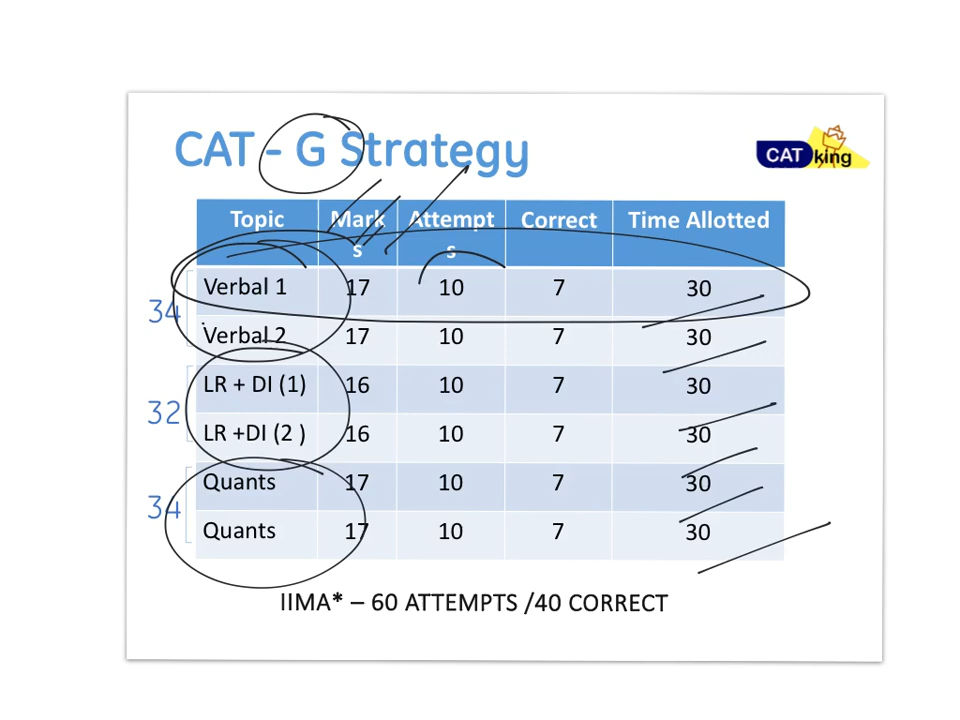 CAT - G Strategy
CAT king
Topic Mark Attempt Correct Time Allotted
s s
Verbal 1 17 10 7 30
34
Verbal 2 17 10 7 30
LR + DI (1) 16 10 7 30
32
LR +DI (2 ) 16 10 7 30
Quants 17 10 7 30
34
Quants 17 10 7 30
IIMA* – 60 ATTEMPTS /40 CORRECT